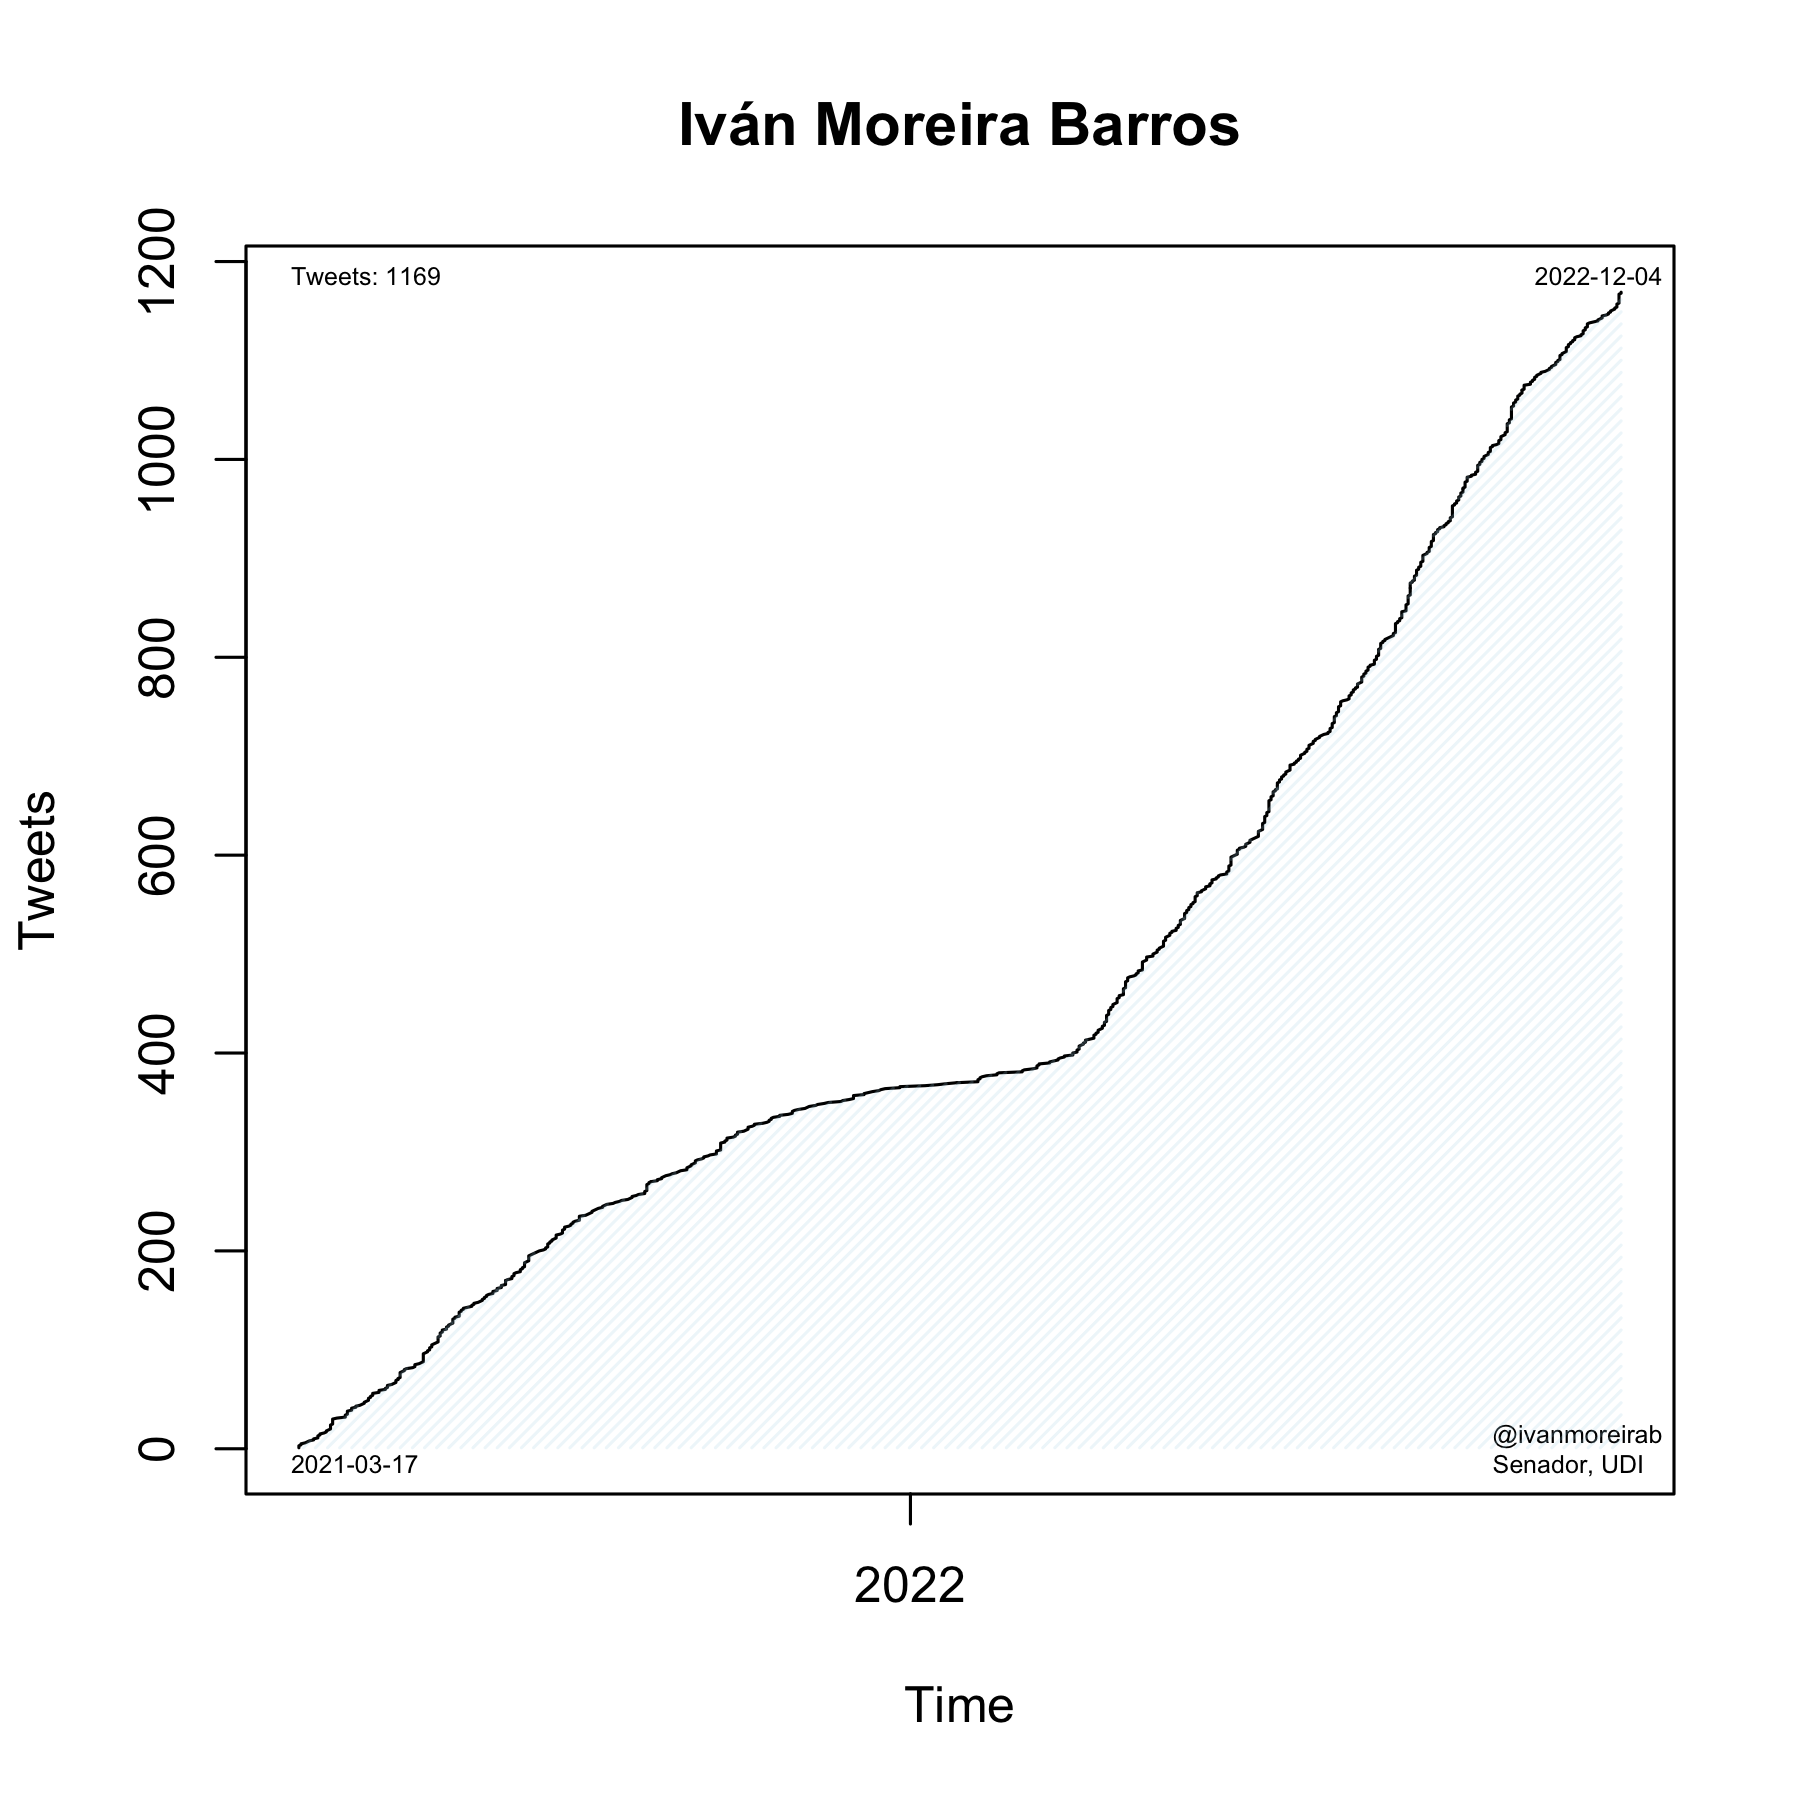 Iván Moreira Barros
Tweets: 1169
2022-12-04
1200
1000
800
600
400
200
0
Tweets
@ivanmoreirab
Senador, UDI
2021-03-17
2022
Time